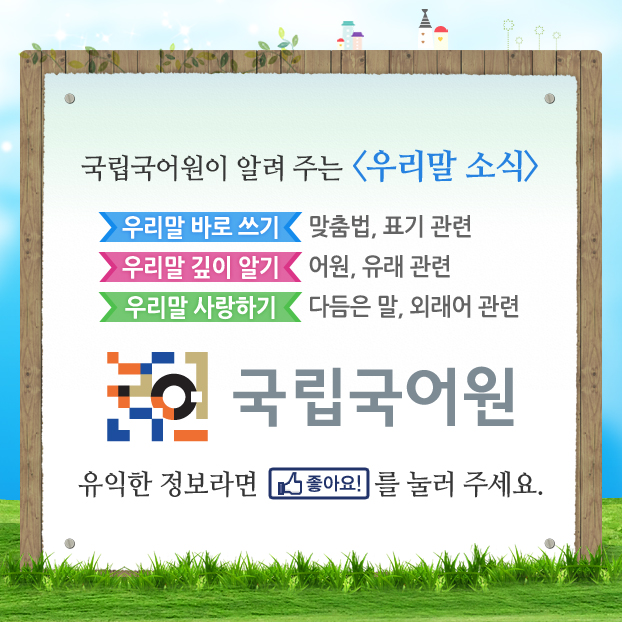 국립국어원이 알려 주는 <우리말 소식>
우리말 바로 쓰기 맞춤법, 표기 관련
우리말 깊이 알기 어원, 유래 관련
우리말 사랑하기 다듬은 말, 외래어 관련
국립국어원
유익한 정보라면 좋아요! 를 눌러 주세요.